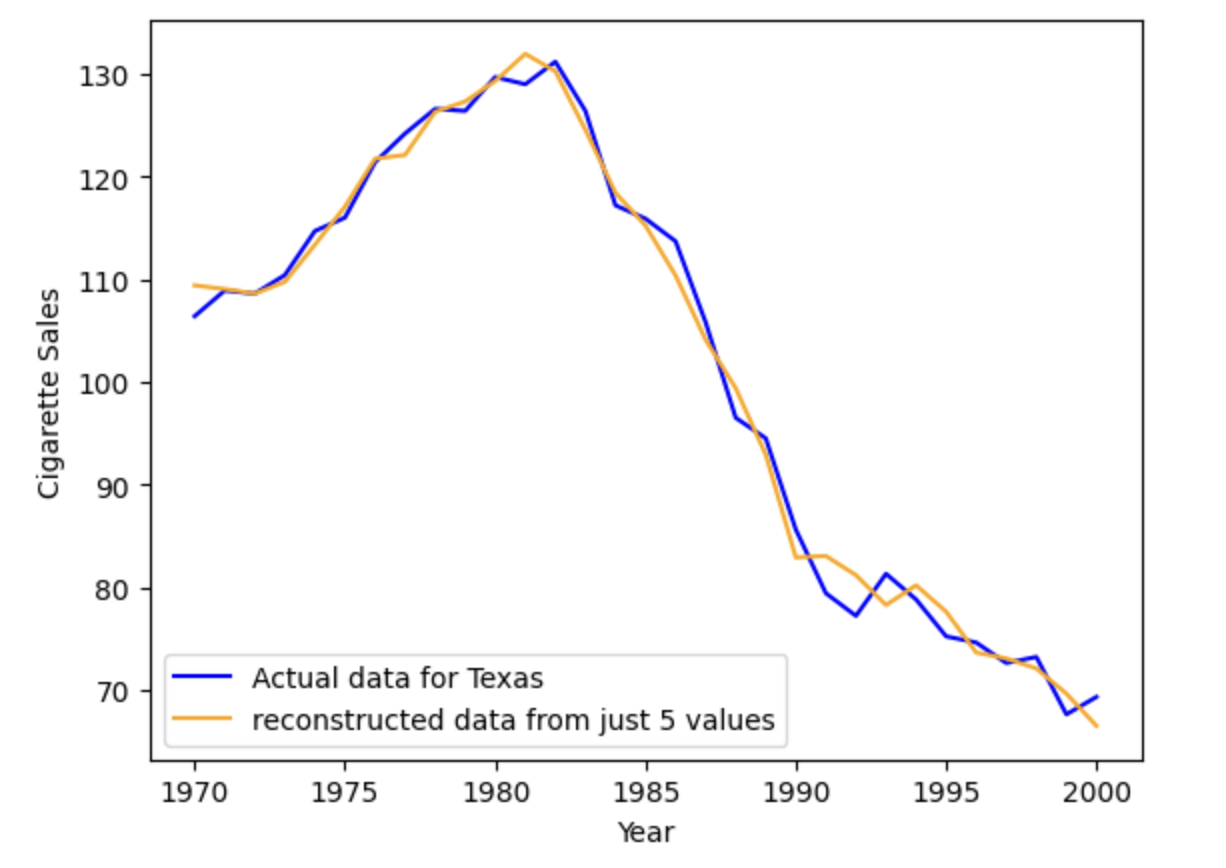 130
120
110
100
90
80
70
Cigarette Sales
Actual data for Texas
reconstructed data from just 5 values
1970 1975 1980 1985 1990 1995 2000
Year